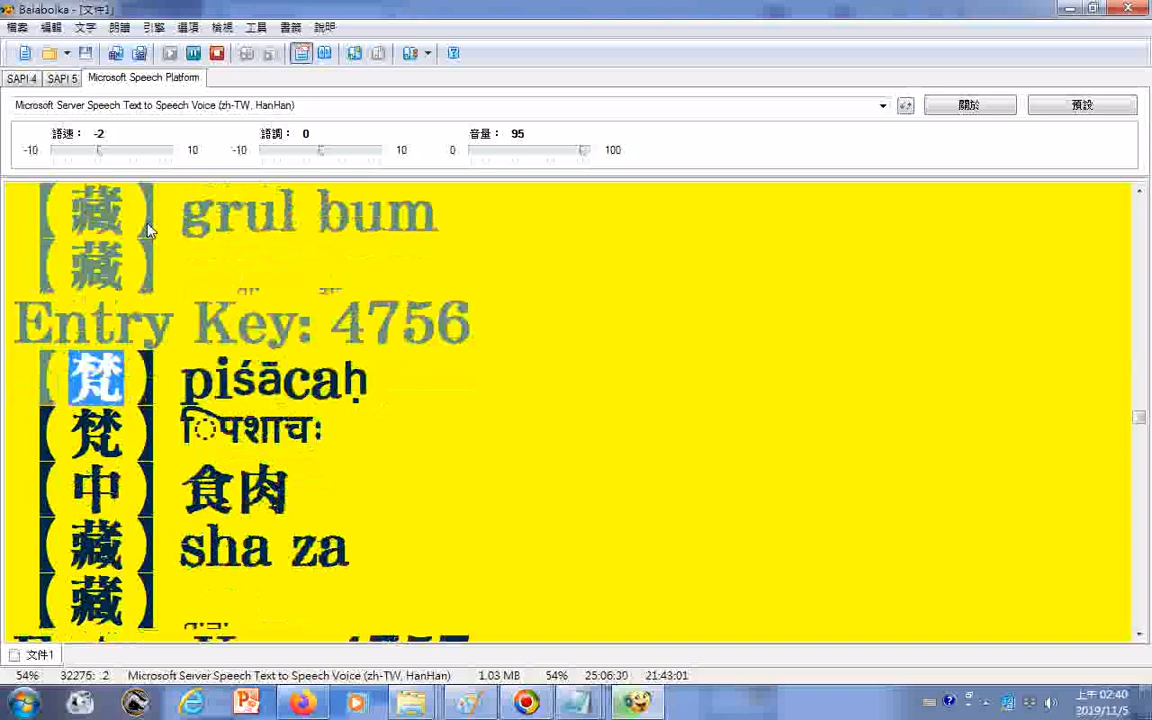 Balabolka - [文件1]
檔案 編輯 文字 朗讀 引擎 選項 檢視 工具 書籤 說明
SAPI 4 SAPI 5 Microsoft Speech Platform
Microsoft Server Speech Text to Speech Voice (zh-TW, HanHan) 關於 預設
語速： -2 語調： 0 音量： 95
-10 10 -10 10 0 100
【藏】 grul bum
【藏】
Entry Key: 4756
【梵】 piśācaḥ
【梵】 िपशाचः
【中】 食肉
【藏】 sha za
【藏】
Entry Key: 4757
文件1
54% 32275: 2 Microsoft Server Speech Text to Speech Voice (zh-TW, HanHan) 1.03 MB 54% 25:06:30 21:43:01
上午 02:40
2019/11/5